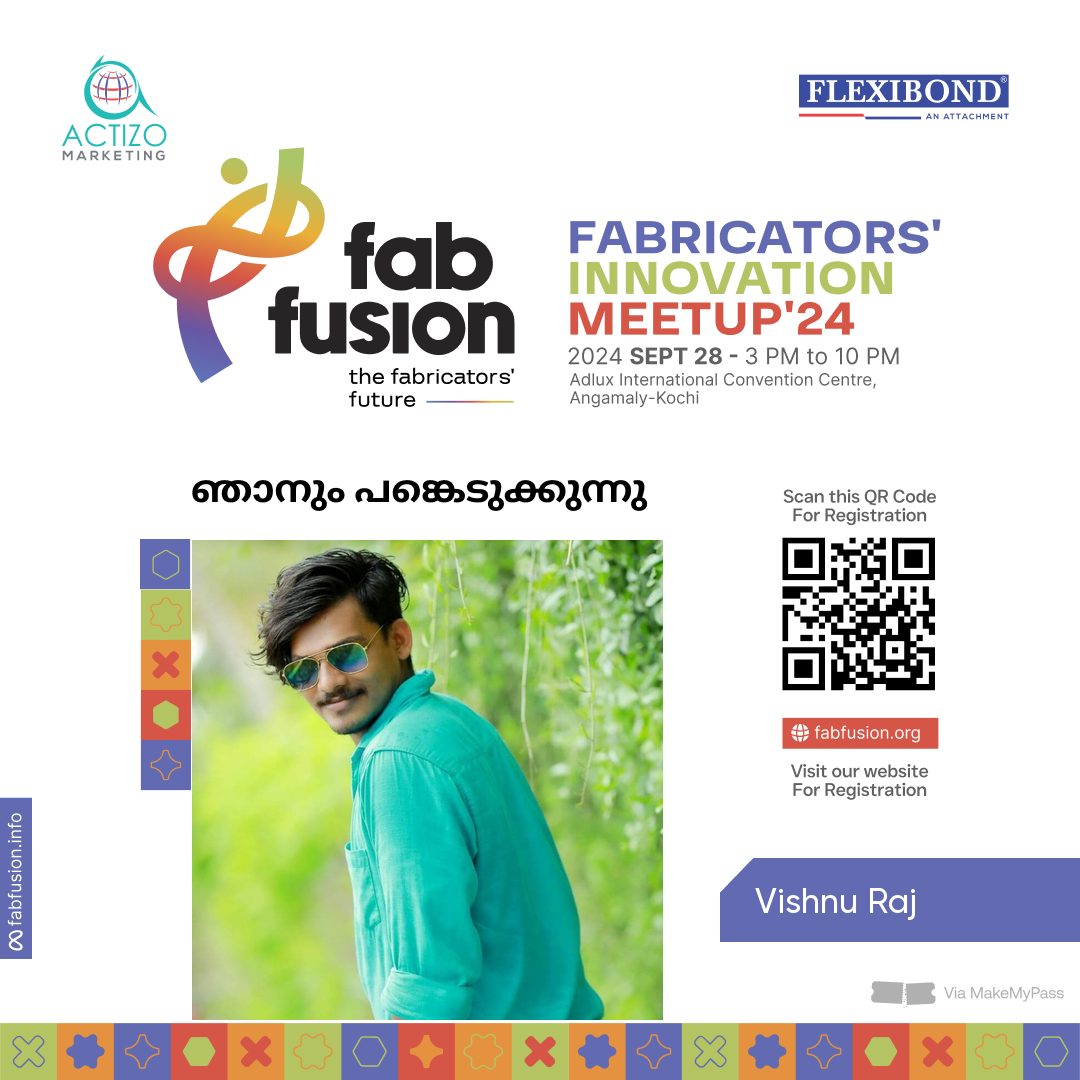 ACTIZO
MARKETING
FLEXIBOND®
AN ATTACHMENT
fab
fusion
the fabricators'
future
FABRICATORS'
INNOVATION
MEETUP'24
2024 SEPT 28 - 3 PM to 10 PM
Adlux International Convention Centre,
Angamaly-Kochi
ഞാനും പങ്കെടുക്കുന്നു
Scan this QR Code
For Registration
fabfusion.org
Visit our website
For Registration
fabfusion.info
Vishnu Raj
Via MakeMyPass